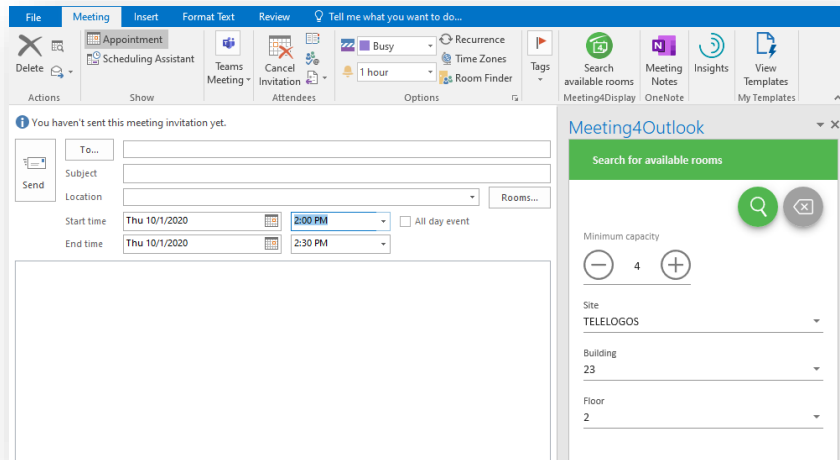 File Meeting Insert Format Text Review Tell me what you want to do...
Delete
Actions
Appointment
Scheduling Assistant
Show
Teams
Meeting
Cancel
Invitation
Attendees
Busy
1 hour
Recurrence
Time Zones
Room Finder
Options
Tags
Search
available rooms
Meeting4Display
Meeting
Notes
OneNote
Insights
View
Templates
My Templates
You haven't sent this meeting invitation yet.
Send
To...
Subject
Location
Rooms...
Start time Thu 10/1/2020 2:00 PM All day event
End time Thu 10/1/2020 2:30 PM
Meeting4Outlook
Search for available rooms
Minimum capacity
4
Site
TELELOGOS
Building
23
Floor
2